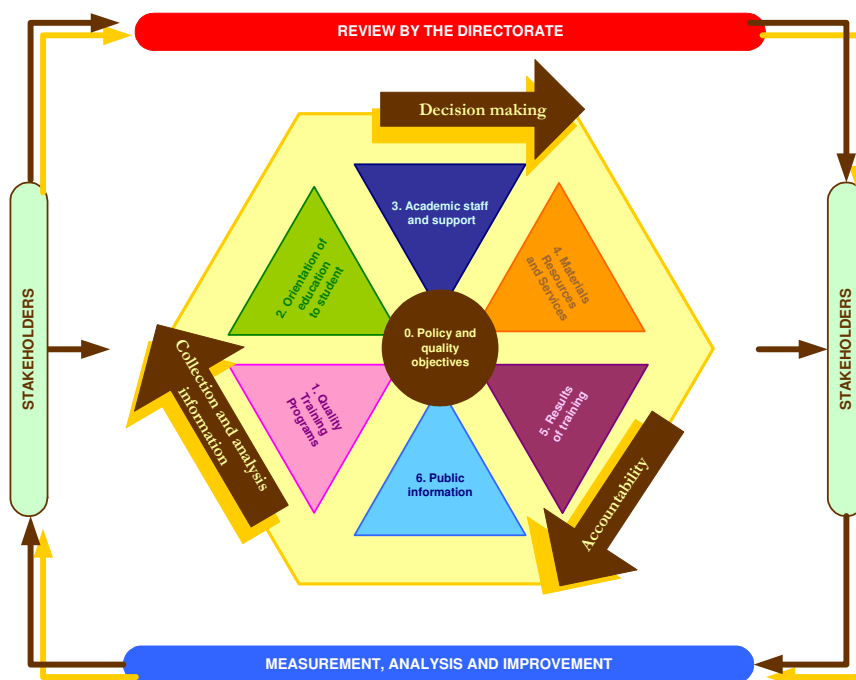 REVIEW BY THE DIRECTORATE
Decision making
3. Academic staff
and support
2. Orientation of
education
to student
4. Materials
Resources
and Services
STAKEHOLDERS
0. Policy and
quality
objectives
STAKEHOLDERS
Collection and analysis
information
1. Quality
Training
Programs
5. Results
of training
6. Public
information
Accountability
MEASUREMENT, ANALYSIS AND IMPROVEMENT